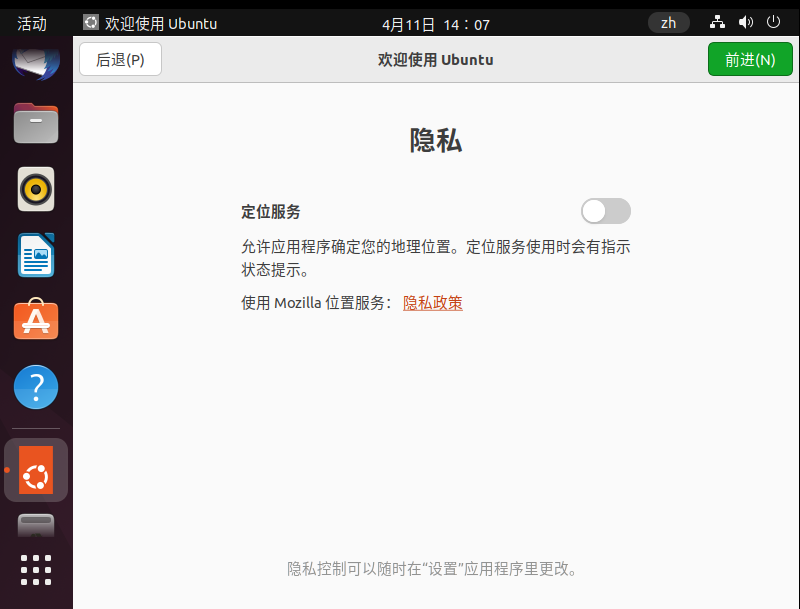 活动
欢迎使用 Ubuntu
4月11日 14：07
zh
后退(P)
欢迎使用 Ubuntu
前进(N)
隐私
定位服务
允许应用程序确定您的地理位置。定位服务使用时会有指示
状态提示。
使用 Mozilla 位置服务： 隐私政策
隐私控制可以随时在“设置”应用程序里更改。